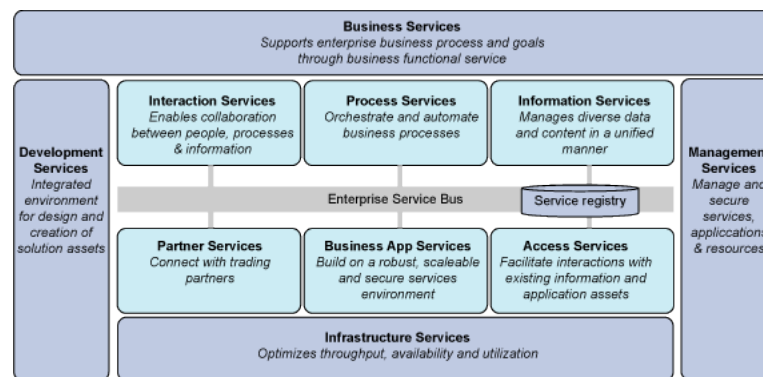 Business Services
Supports enterprise business process and goals
through business functional service
Development
Services
Integrated
environment
for design and
creation of
solution assets
Interaction Services
Enables collaboration
between people, processes
& information
Process Services
Orchestrate and automate
business processes
Information Services
Manages diverse data
and content in a unified
manner
Management
Services
Manage and
secure
services,
appliccations
& resources
Enterprise Service Bus
Service registry
Partner Services
Connect with trading
partners
Business App Services
Build on a robust, scaleable
and secure services
environment
Access Services
Facilitate interactions with
existing information and
application assets
Infrastructure Services
Optimizes throughput, availability and utilization